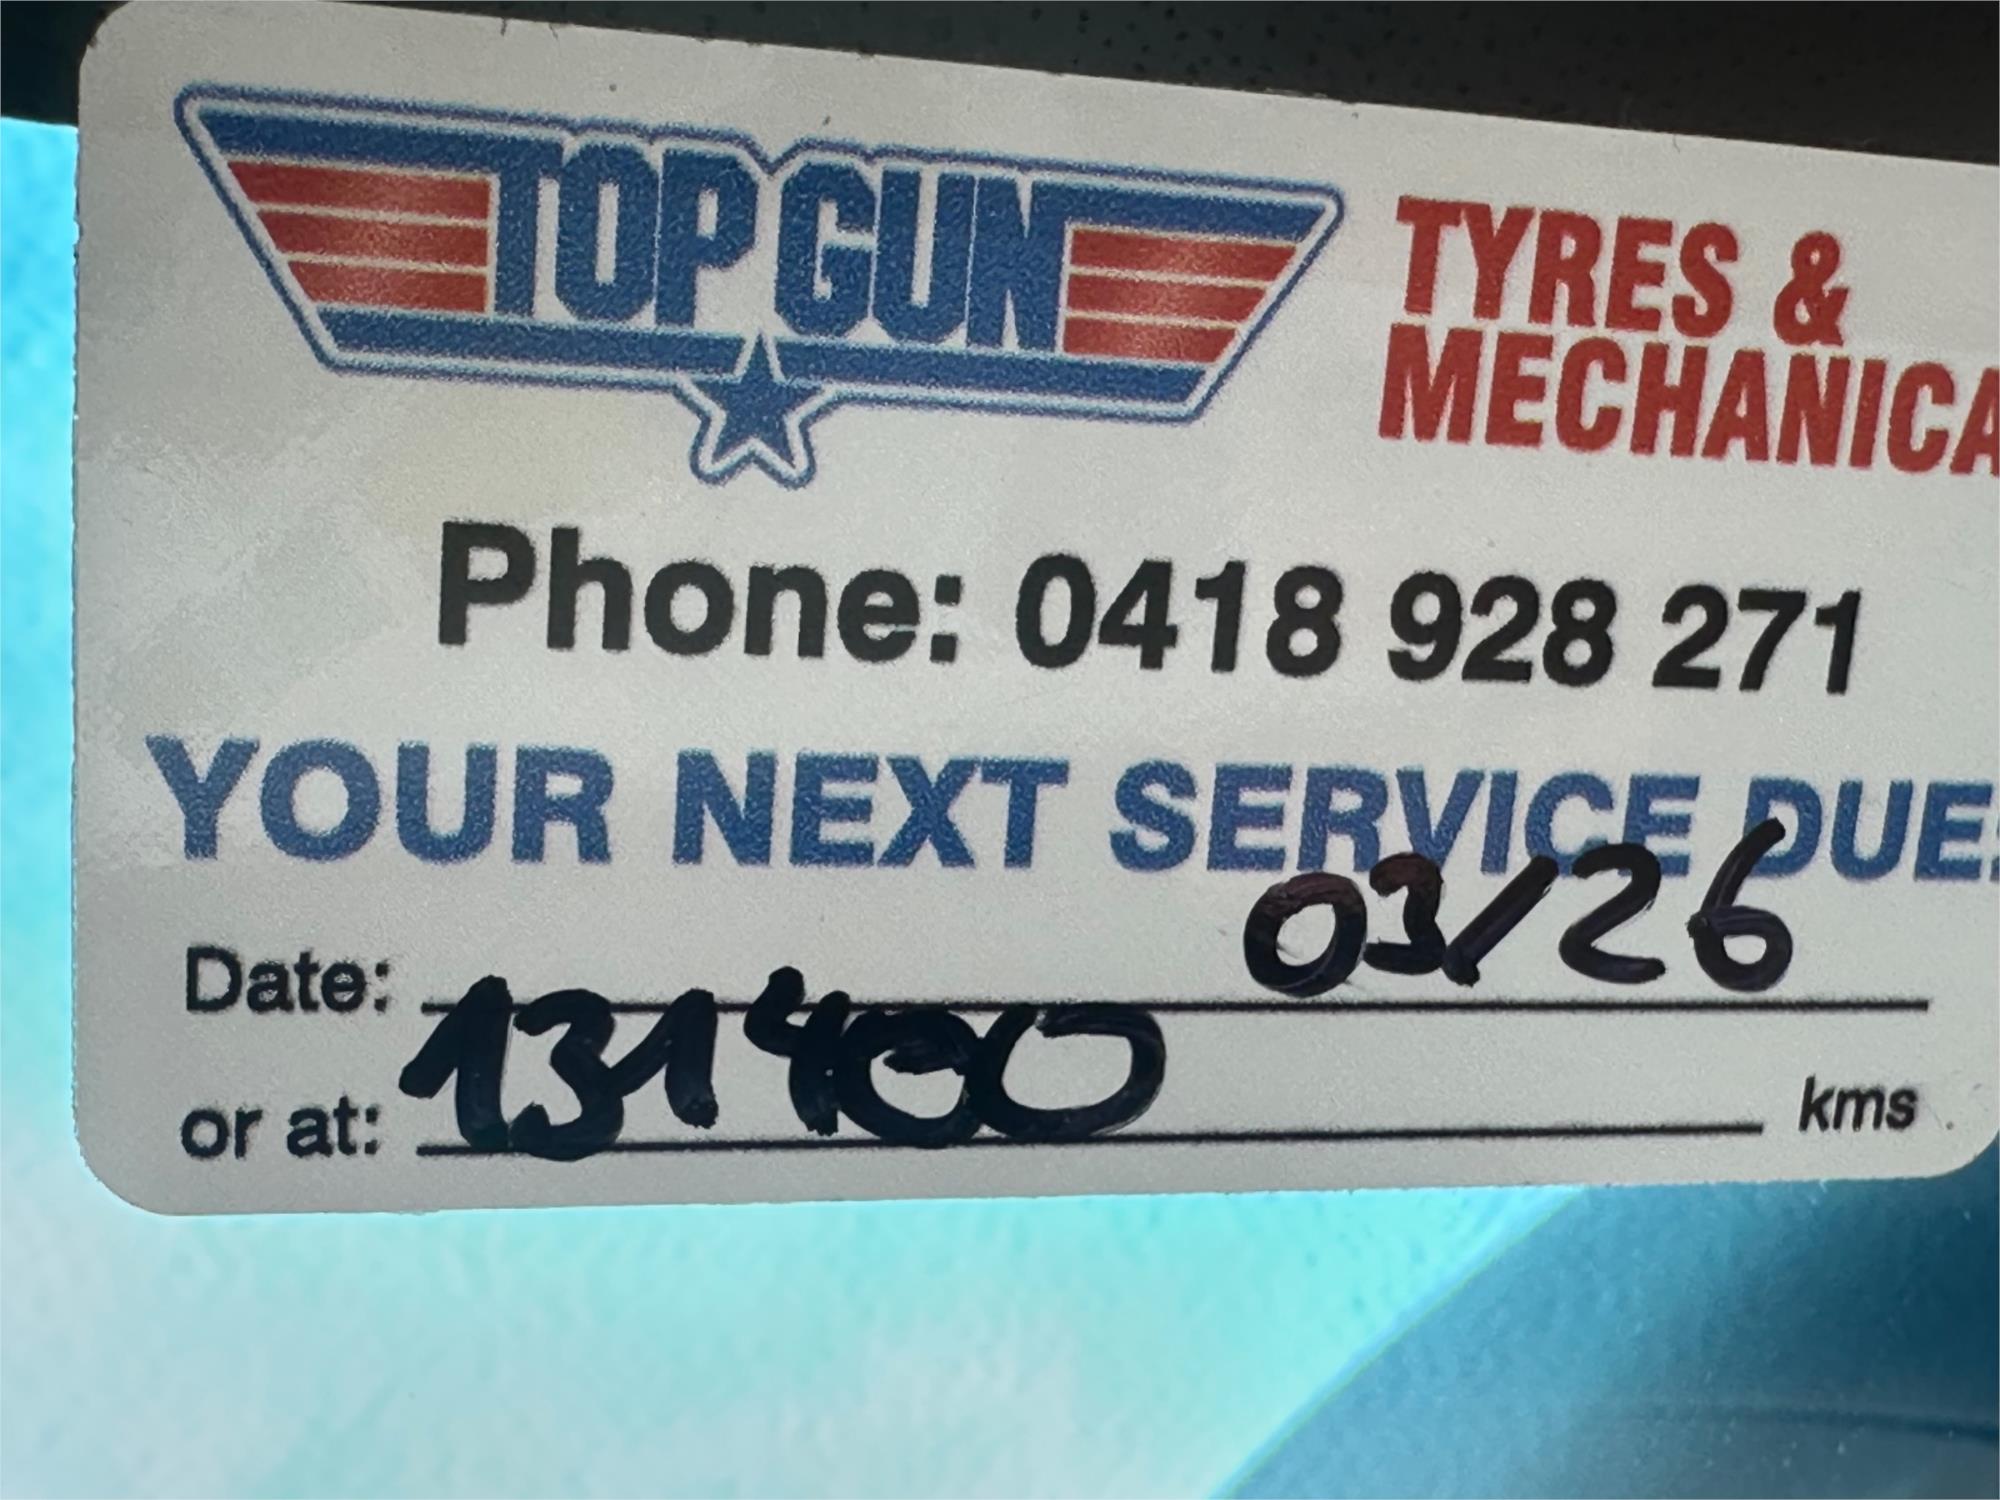 TOP GUN
TYRES &
MECHANICA
Phone: 0418 928 271
YOUR NEXT SERVICE DUE:
Date: 03/26
or at: 131400 kms